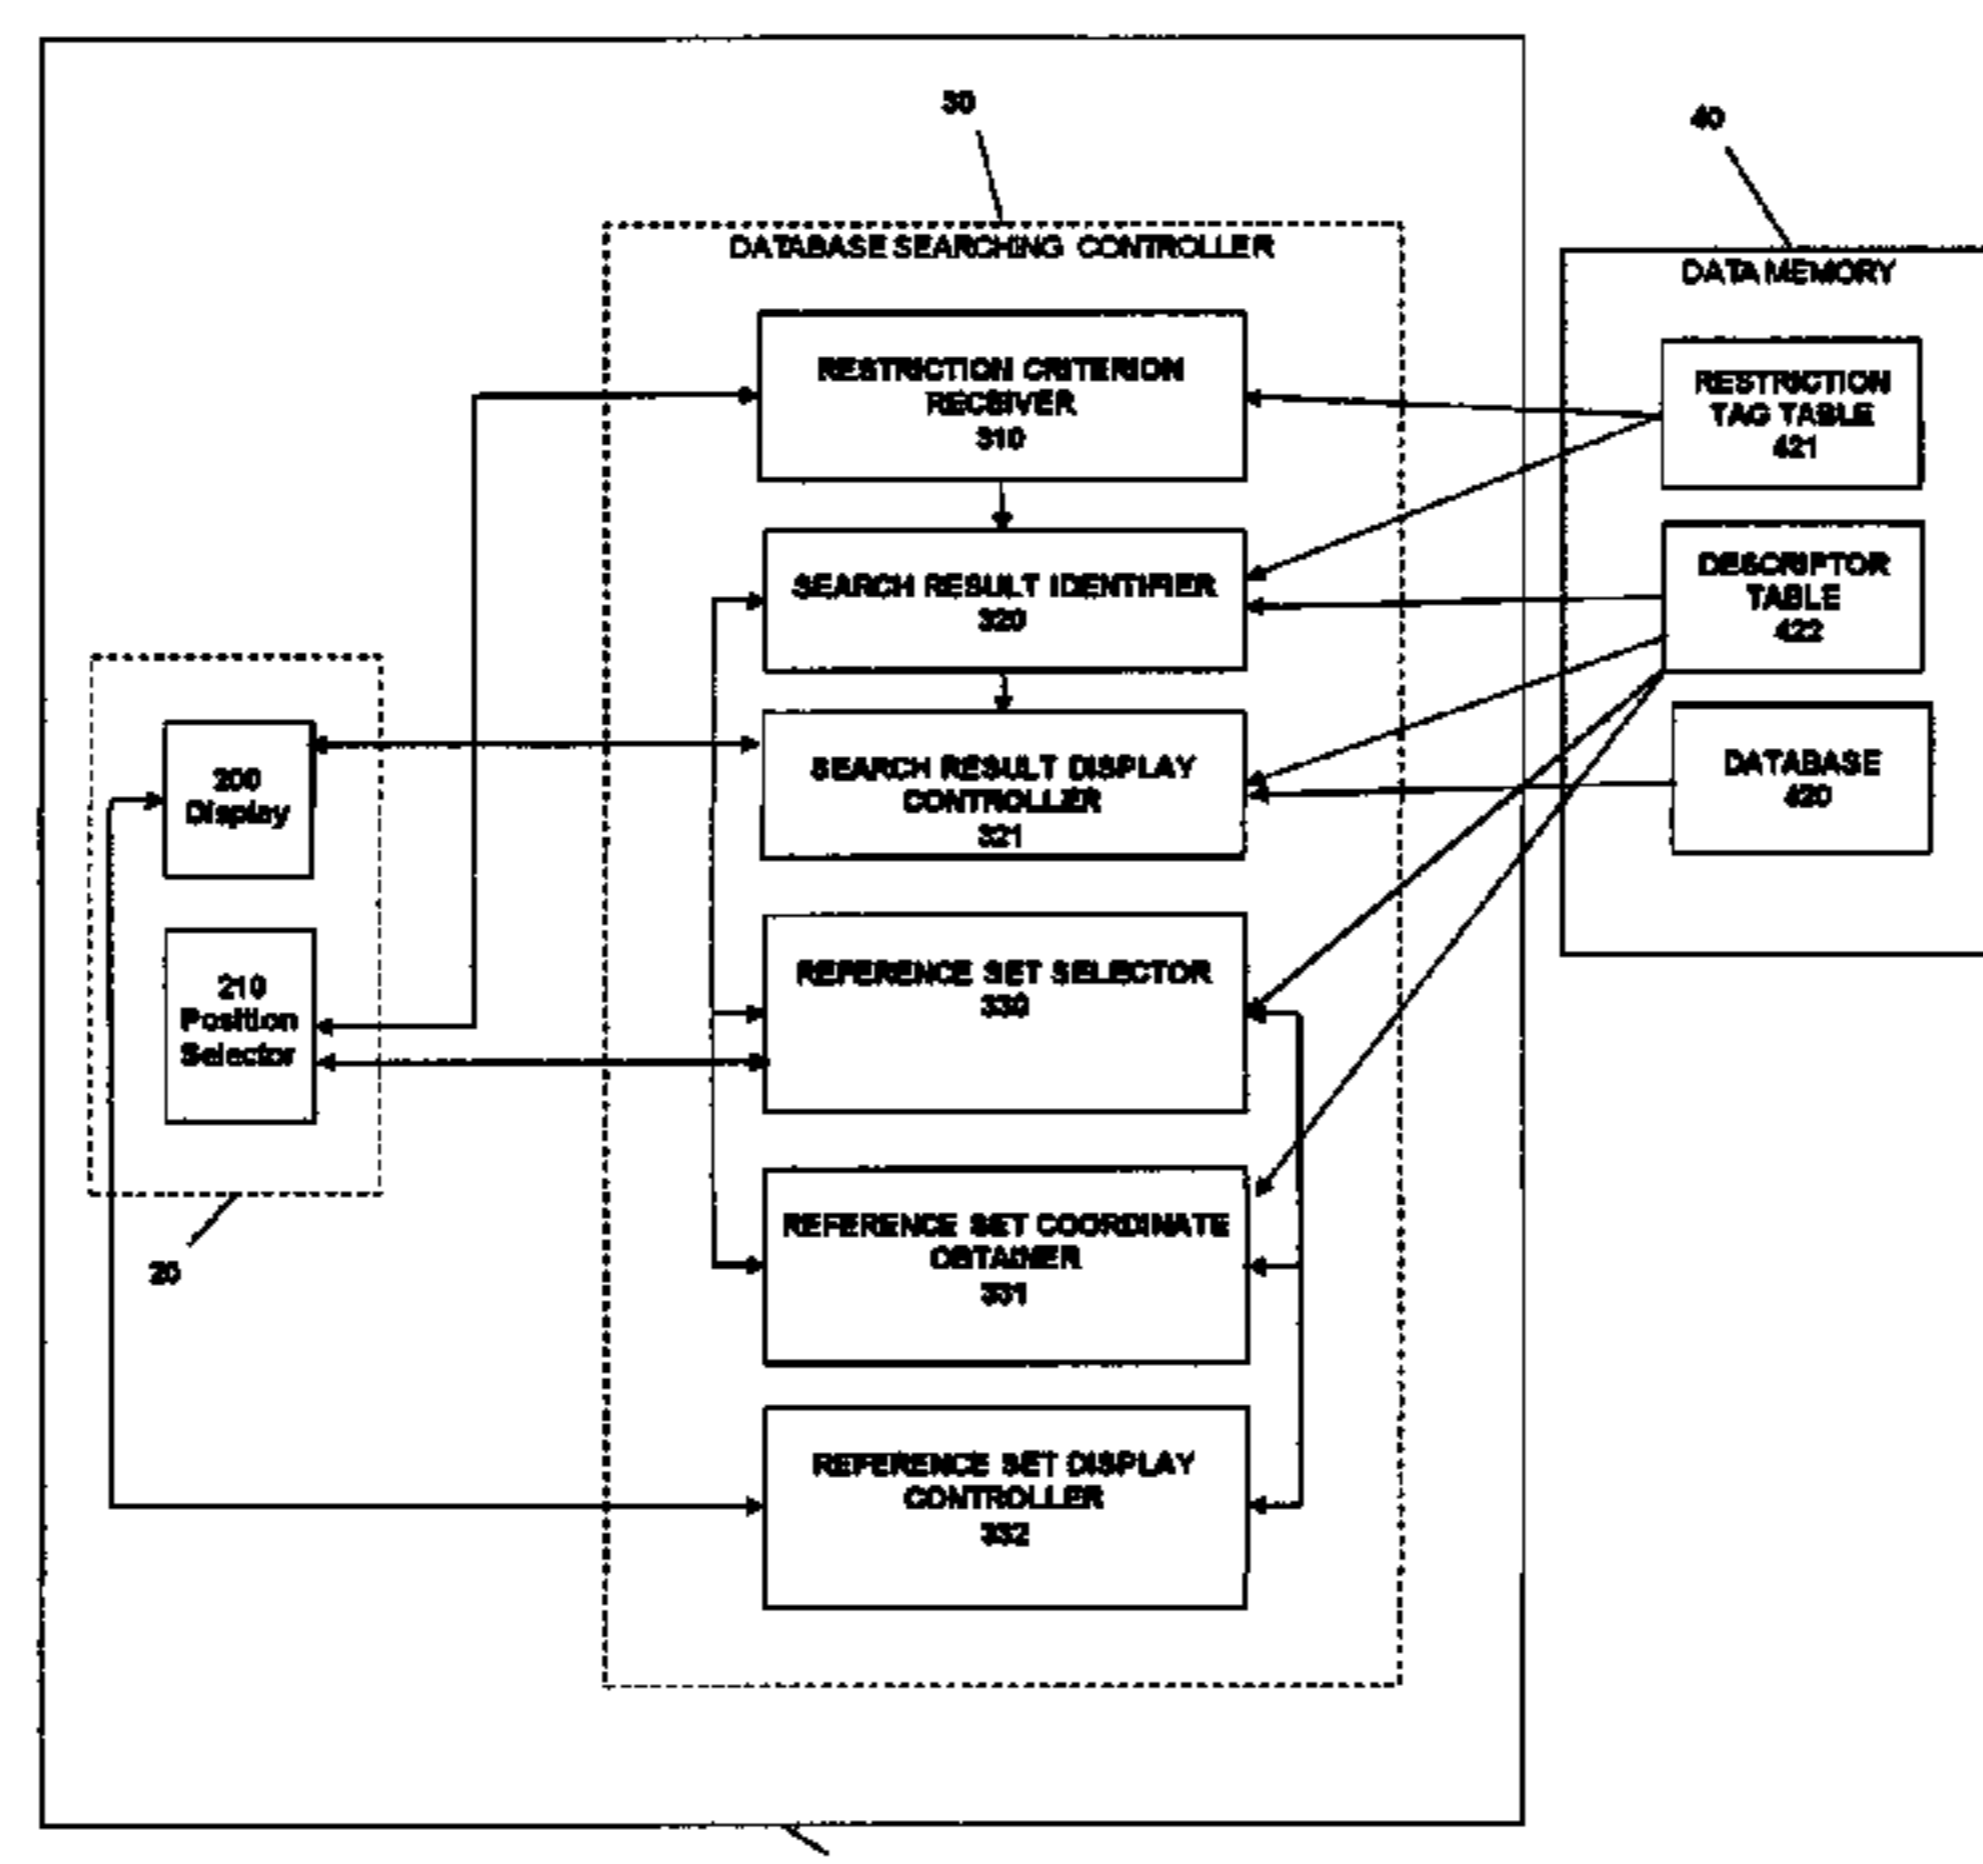 30
40
DATABASE SEARCHING CONTROLLER
DATA MEMORY
RESTRICTION CRITERION
RECEIVER
310
RESTRICTION
TAG TABLE
421
SEARCH RESULT IDENTIFIER
320
DESCRIPTOR
TABLE
422
200
Display
SEARCH RESULT DISPLAY
CONTROLLER
321
DATABASE
420
210
Position
Selector
REFERENCE SET SELECTOR
330
20
REFERENCE SET COORDINATE
OBTAINER
331
REFERENCE SET DISPLAY
CONTROLLER
332